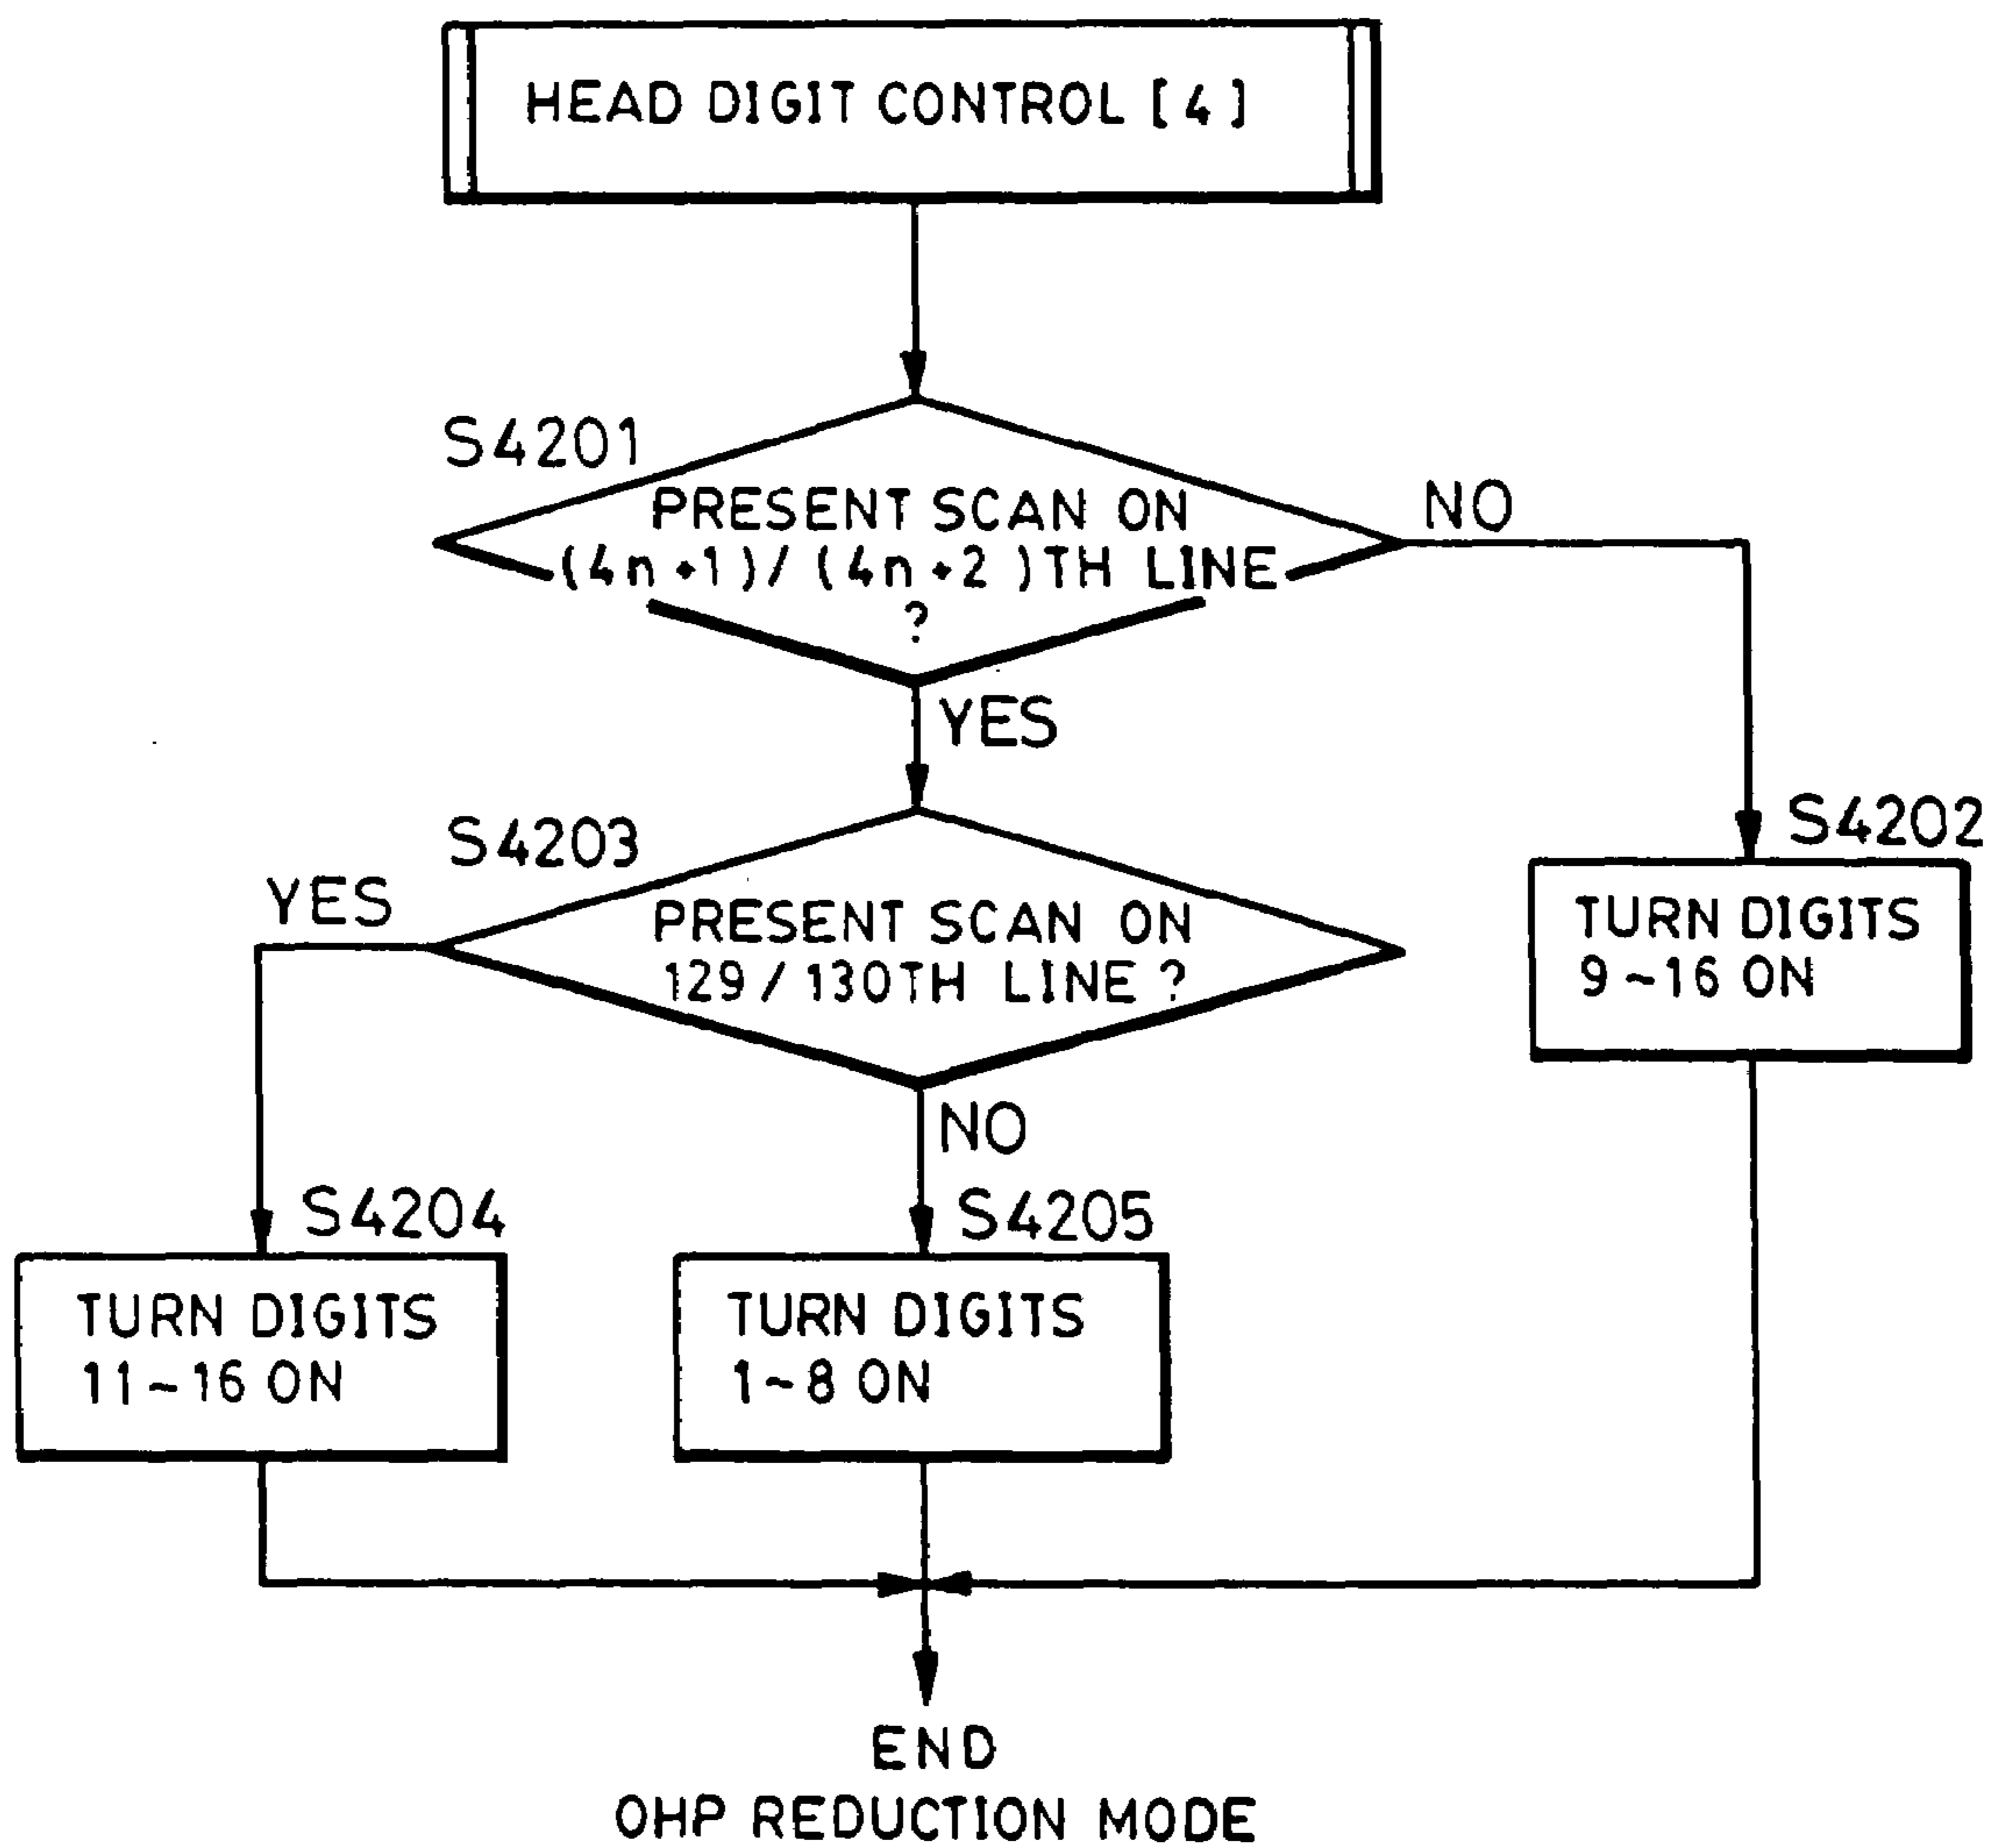 HEAD DIGIT CONTROL [4]
S4201
PRESENT SCAN ON
(4n+1)/(4n+2)TH LINE
?
NO
YES
S4202
TURN DIGITS
9~16 ON
S4203
YES
PRESENT SCAN ON
129/130TH LINE ?
NO
S4204
TURN DIGITS
11~16 ON
S4205
TURN DIGITS
1~8 ON
END
OHP REDUCTION MODE